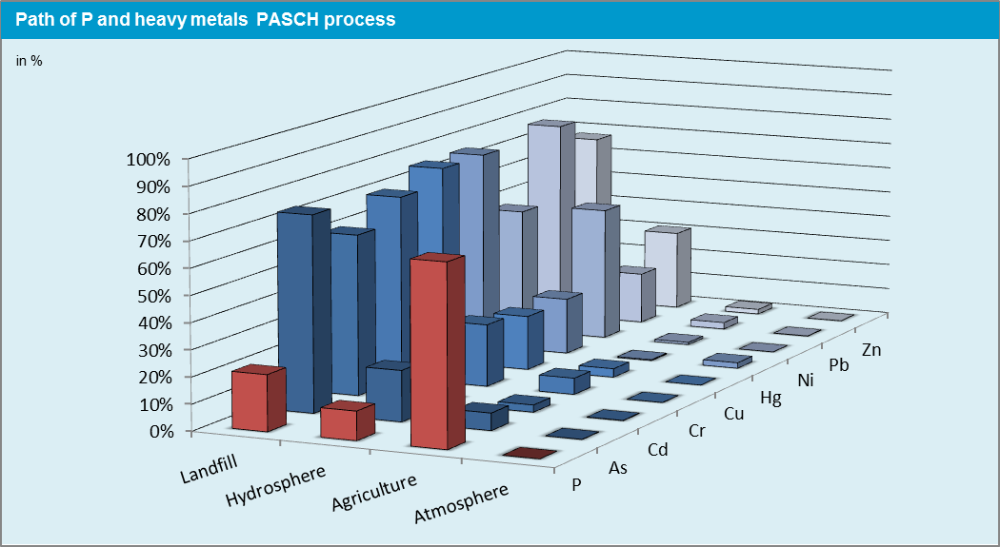 Path of P and heavy metals  PASCH process
in %
100%
90%
80%
70%
60%
50%
40%
30%
20%
10%
0%
Landfill
Hydrosphere
Agriculture
Atmosphere
P
As
Cd
Cr
Cu
Hg
Ni
Pb
Zn